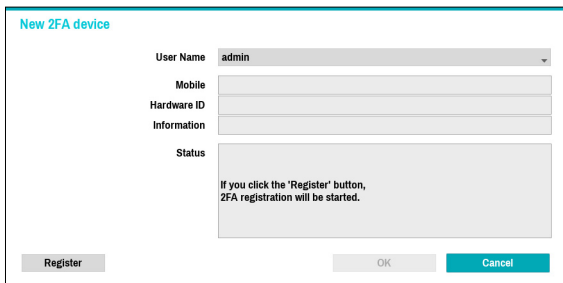 New 2FA device
User Name admin
Mobile
Hardware ID
Information
Status
If you click the 'Register' button,
2FA registration will be started.
Register OK Cancel